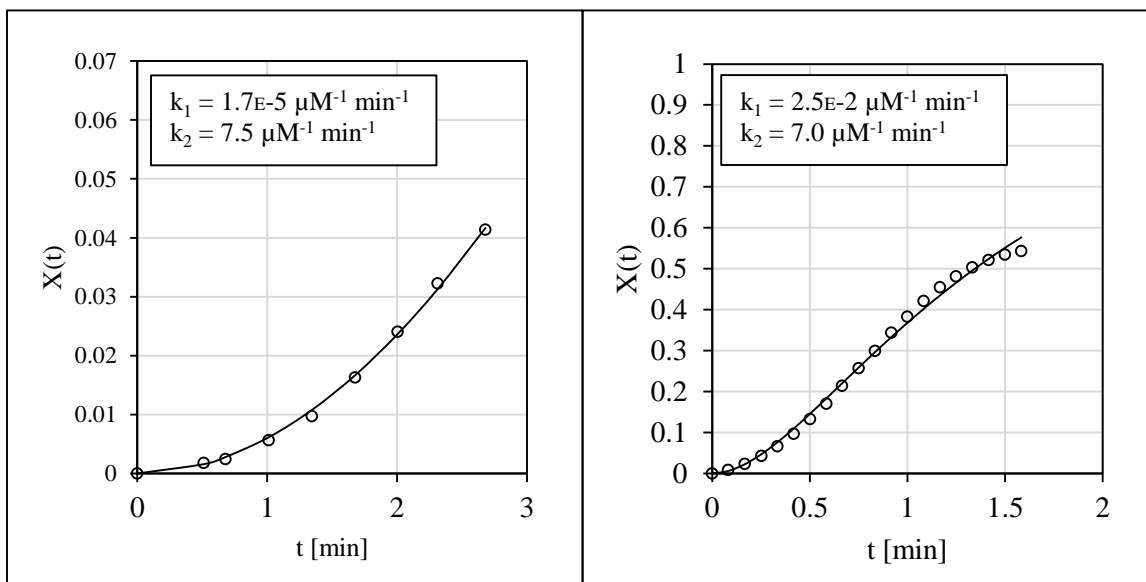 0.07
0.06
0.05
0.04
0.03
0.02
0.01
0
X(t)
k₁ = 1.7E-5 µM⁻¹ min⁻¹
k₂ = 7.5 µM⁻¹ min⁻¹
0 1 2 3
t [min]
1
0.9
0.8
0.7
0.6
0.5
0.4
0.3
0.2
0.1
0
X(t)
k₁ = 2.5E-2 µM⁻¹ min⁻¹
k₂ = 7.0 µM⁻¹ min⁻¹
0 0.5 1 1.5 2
t [min]